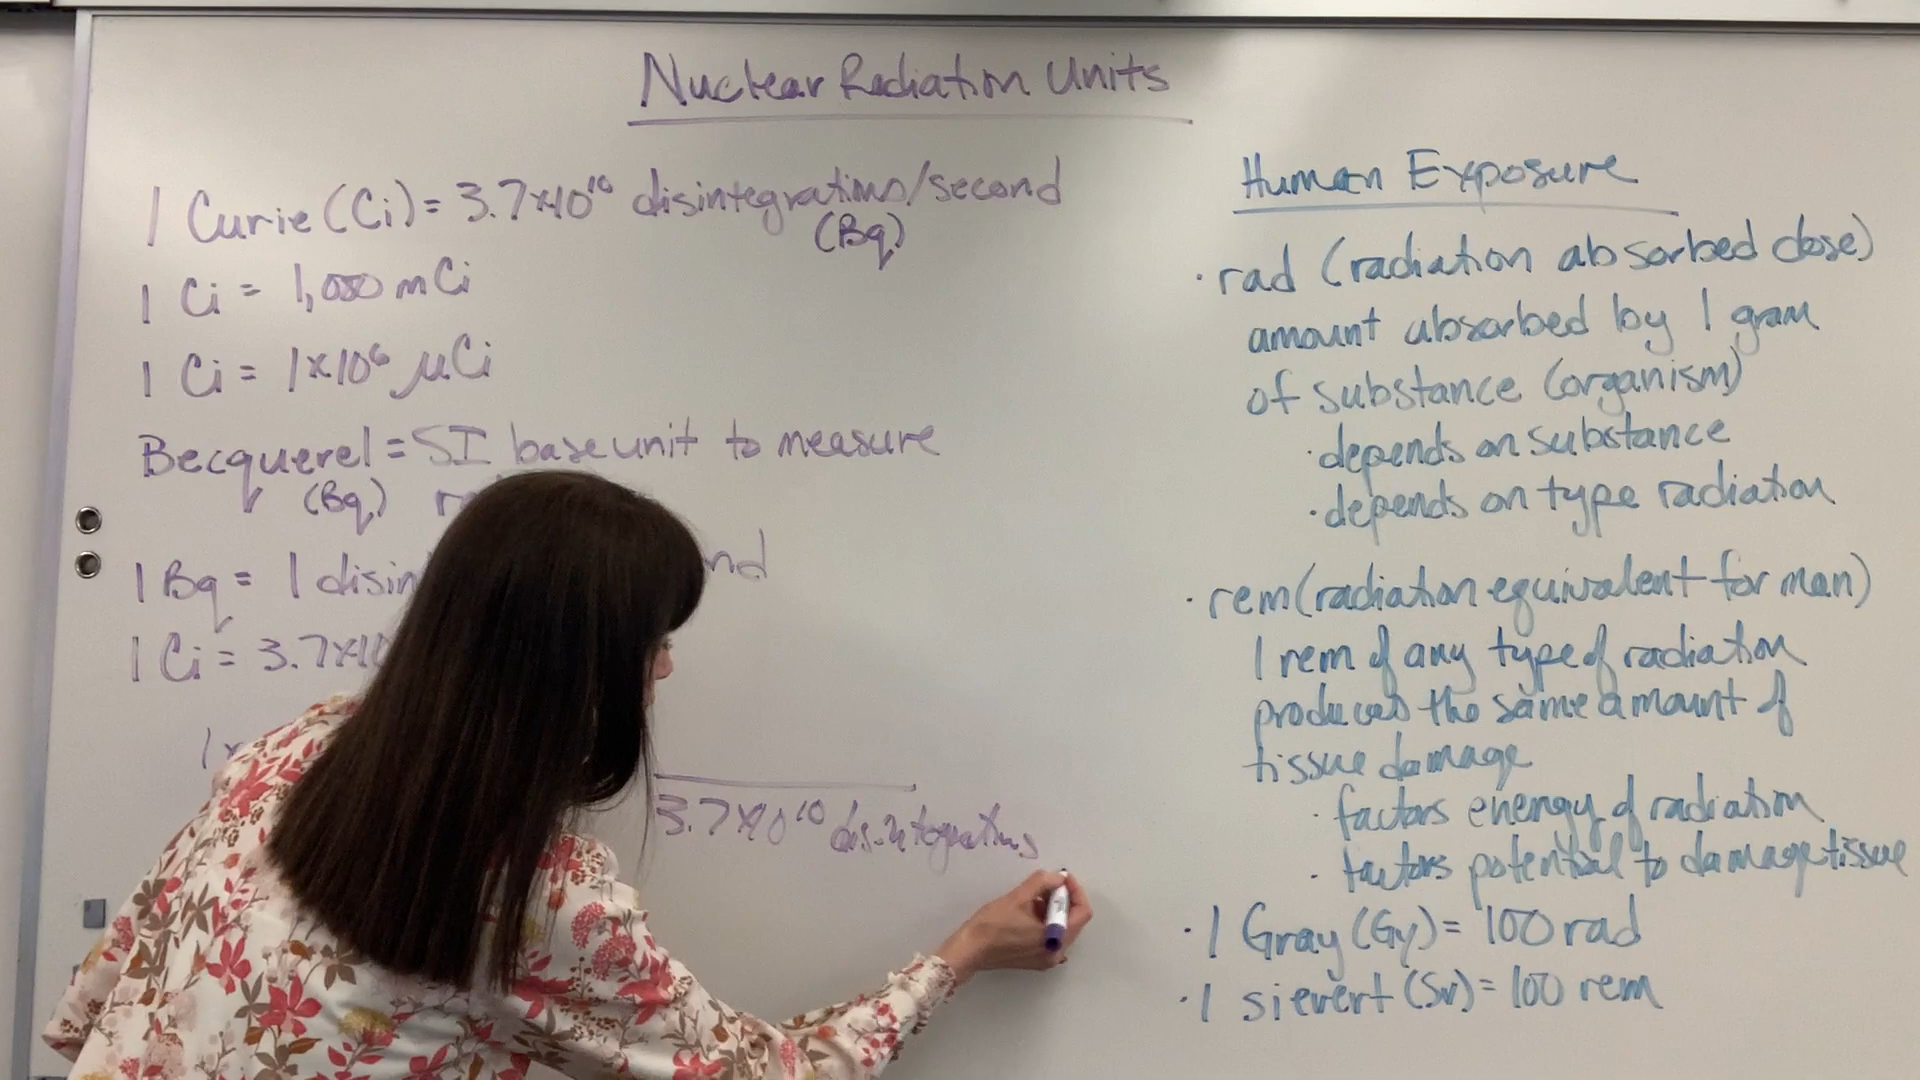 Nuclear Radiation Units
1 Curie (Ci) = 3.7x10¹⁰ disintegrations/second
(Bq)
1 Ci = 1,000 mCi
1 Ci = 1x10⁶ µCi
Becquerel = SI base unit to measure
(Bq)
1 Bq = 1 disin
1 Ci = 3.7x10
1x
3.7x10¹⁰ disintegrations
Human Exposure
· rad (radiation absorbed dose)
amount absorbed by 1 gram
of substance (organism)
· depends on substance
· depends on type radiation
· rem (radiation equivalent for man)
1 rem of any type of radiation
produces the same amount of
tissue damage
· factors energy of radiation
· factors potential to damage tissue
· 1 Gray (Gy) = 100 rad
· 1 sievert (Sv) = 100 rem